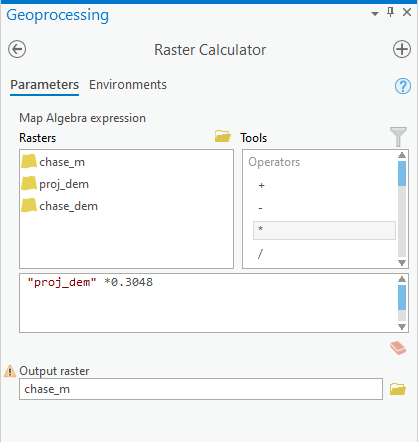 Geoprocessing
Raster Calculator
Parameters Environments
Map Algebra expression
Rasters
Tools
chase_m
proj_dem
chase_dem
Operators
+
-
*
/
"proj_dem" *0.3048
Output raster
chase_m